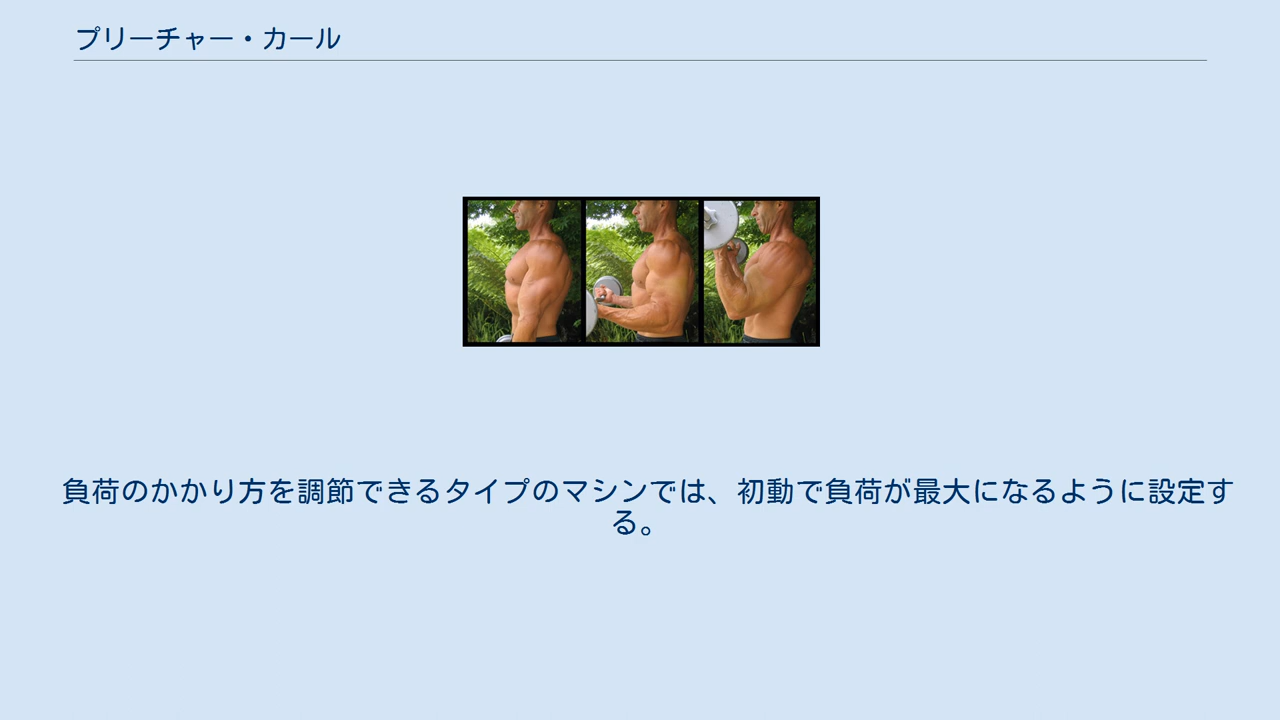 プリーチャー・カール
負荷のかかり方を調節できるタイプのマシンでは、初動で負荷が最大になるように設定す
る。